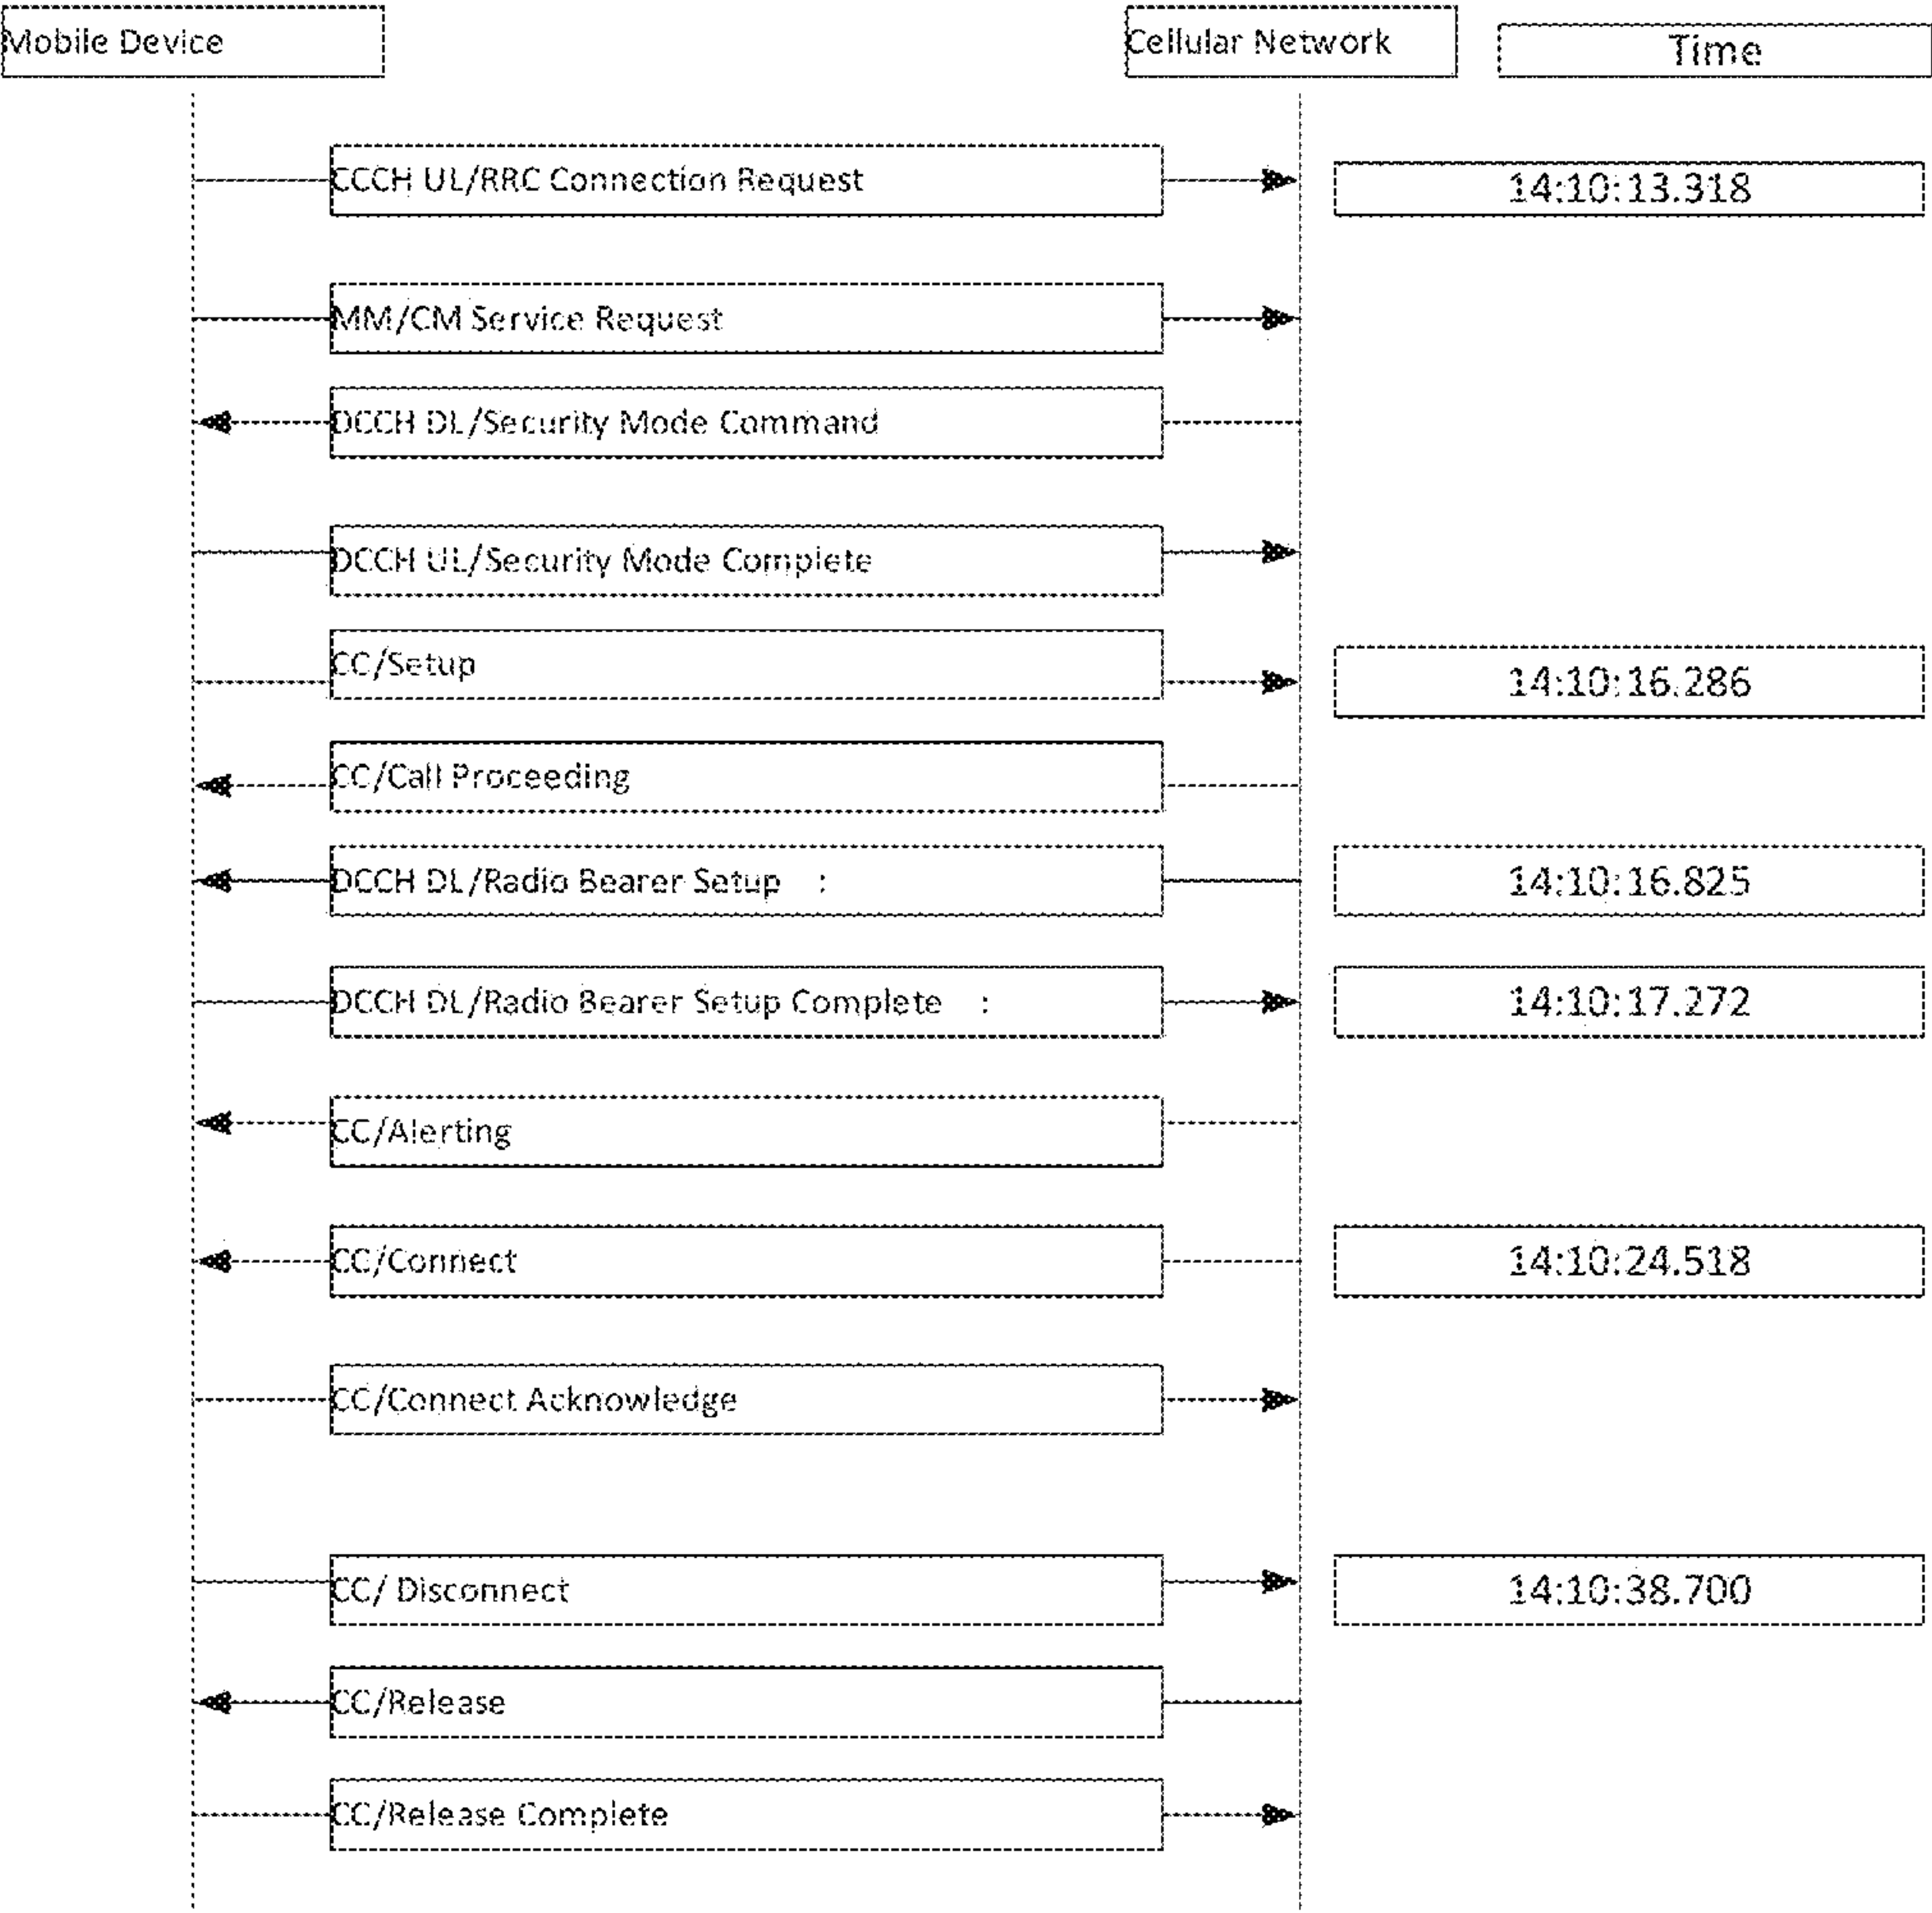 Mobile Device
Cellular Network
Time
CCCH UL/RRC Connection Request
14:10:13.318
MM/CM Service Request
DCCH DL/Security Mode Command
DCCH UL/Security Mode Complete
CC/Setup
14:10:16.286
CC/Call Proceeding
DCCH DL/Radio Bearer Setup :
14:10:16.825
DCCH DL/Radio Bearer Setup Complete :
14:10:17.272
CC/Alerting
CC/Connect
14:10:24.518
CC/Connect Acknowledge
CC/ Disconnect
14:10:38.700
CC/Release
CC/Release Complete